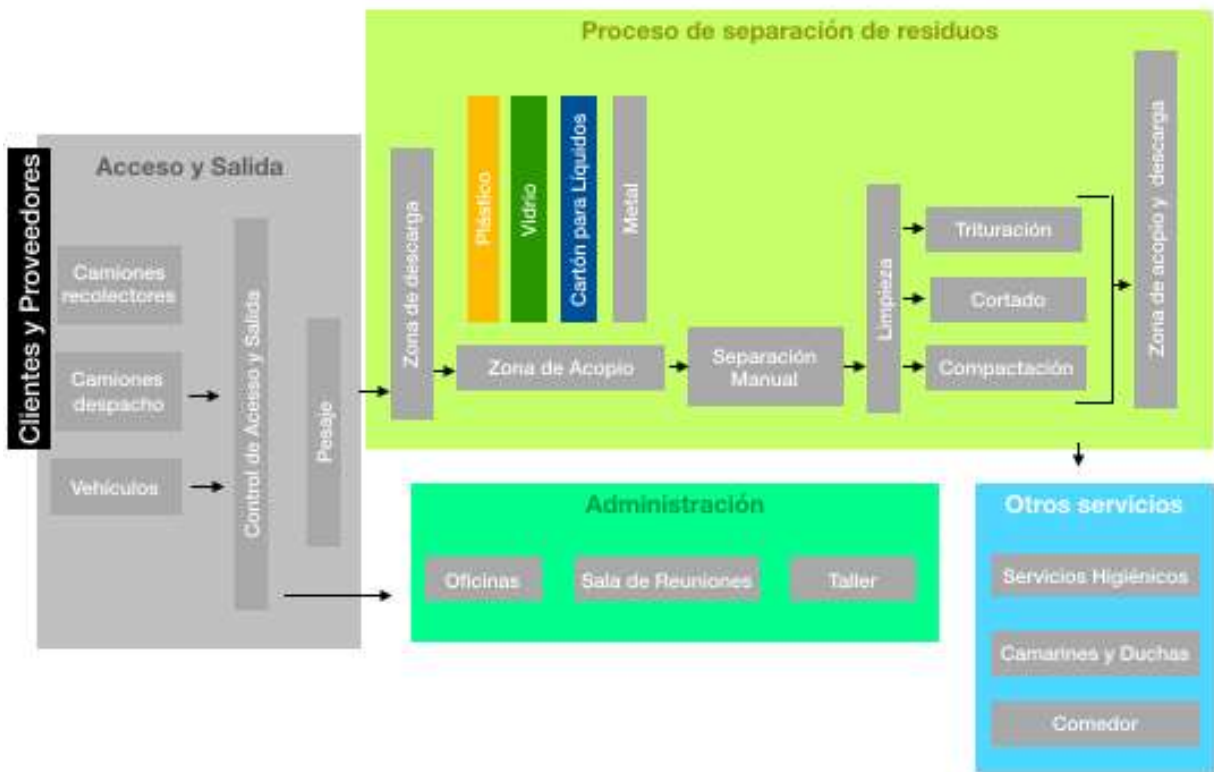 Proceso de separación de residuos
Clientes y Proveedores
Acceso y Salida
Camiones
recolectores
Camiones
despacho
Vehículos
Control de Acesso y Salida
Pesaje
Zona de descarga
Plástico
Vidrio
Cartón para Líquidos
Metal
Zona de Acopio
Separación
Manual
Limpieza
Trituración
Cortado
Compactación
Zona de acopio y descarga
Administración
Oficinas
Sala de Reuniones
Taller
Otros servicios
Servicios Higiénicos
Camarines y Duchas
Comedor